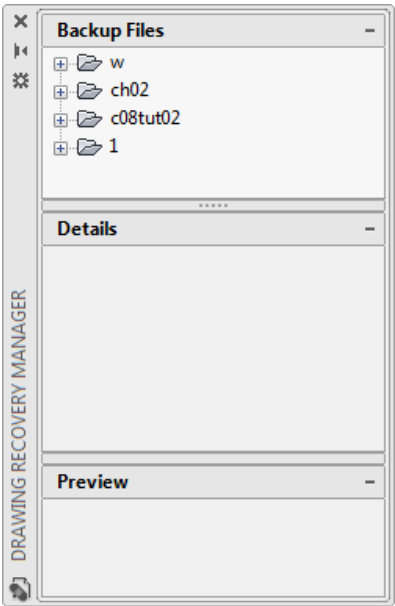 Backup Files
w
ch02
c08tut02
1
Details
Preview
DRAWING RECOVERY MANAGER